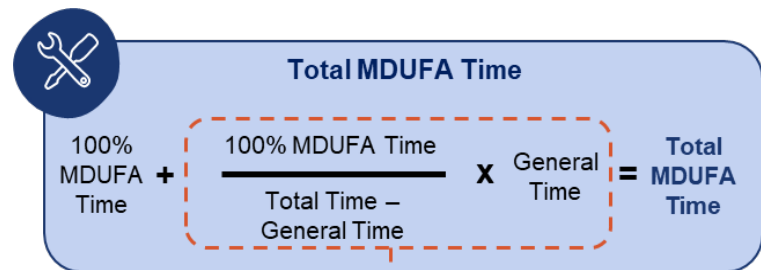 Total MDUFA Time
100%
MDUFA
Time
+
100% MDUFA Time
Total Time –
General Time
x
General
Time
=
Total
MDUFA
Time